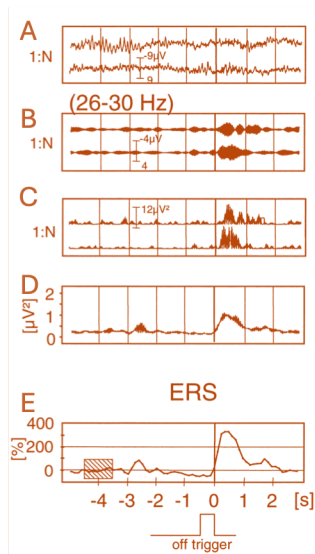 A
1:N
-9μV
9
(26-30 Hz)
B
1:N
-4μV
4
C
1:N
12μV²
D
[μV²]
2
1
0
ERS
E
[%]
400
200
0
-4 -3 -2 -1 0 1 2 [s]
off trigger